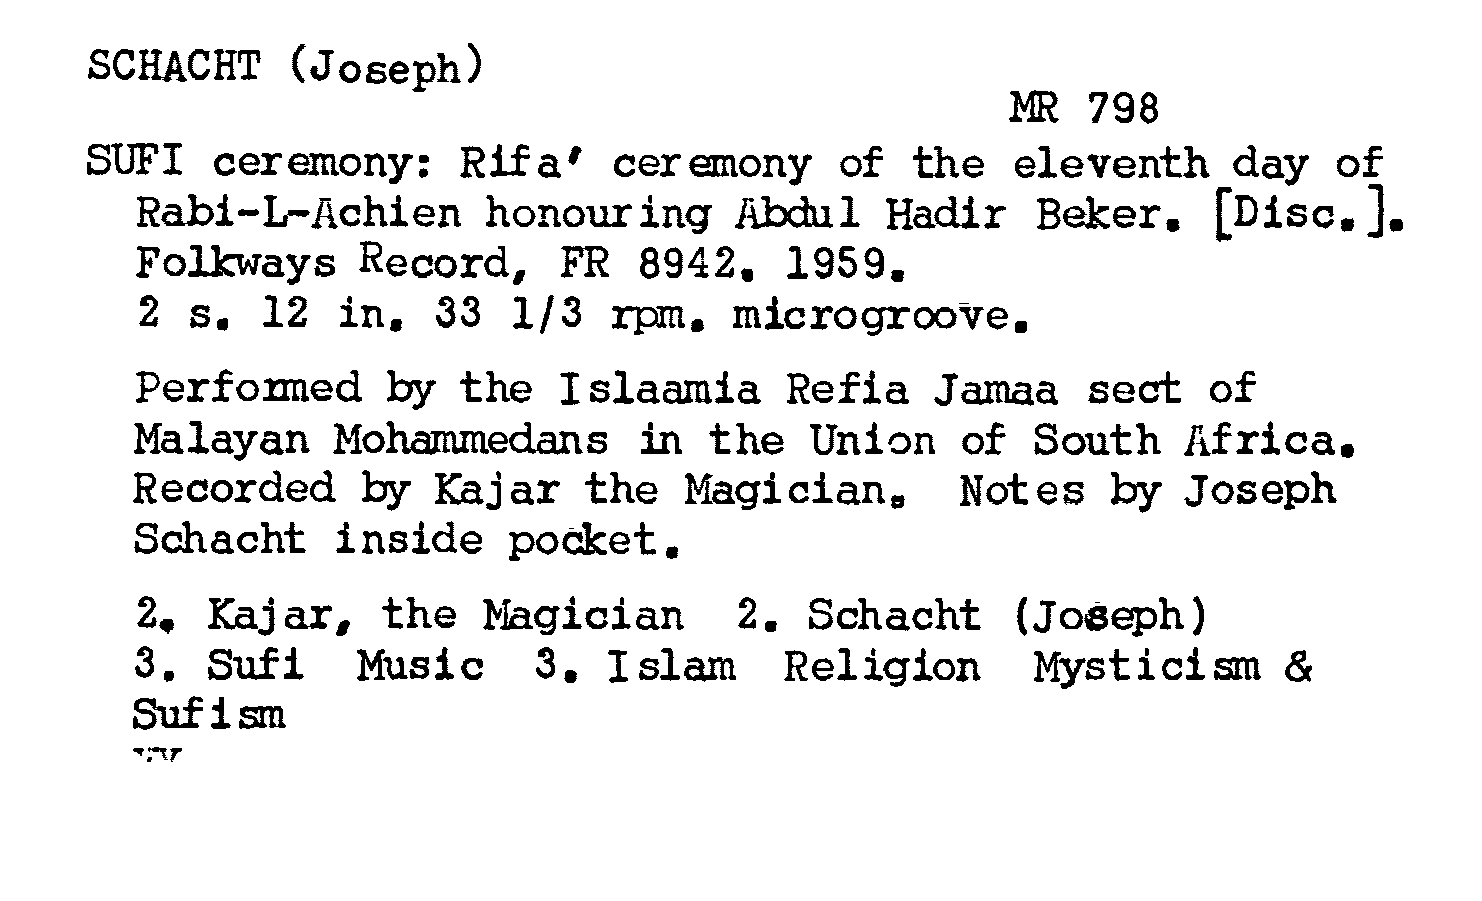 SCHACHT (Joseph)
MR 798
SUFI ceremony: Rifa' ceremony of the eleventh day of
Rabi-L-Achien honouring Abdul Hadir Beker. [Disc.].
Folkways Record, FR 8942. 1959.
2 s. 12 in. 33 1/3 rpm. microgroove.
Performed by the Islaamia Refia Jamaa sect of
Malayan Mohammedans in the Union of South Africa.
Recorded by Kajar the Magician. Notes by Joseph
Schacht inside pocket.
2. Kajar, the Magician 2. Schacht (Joseph)
3. Sufi Music 3. Islam Religion Mysticism &
Sufism